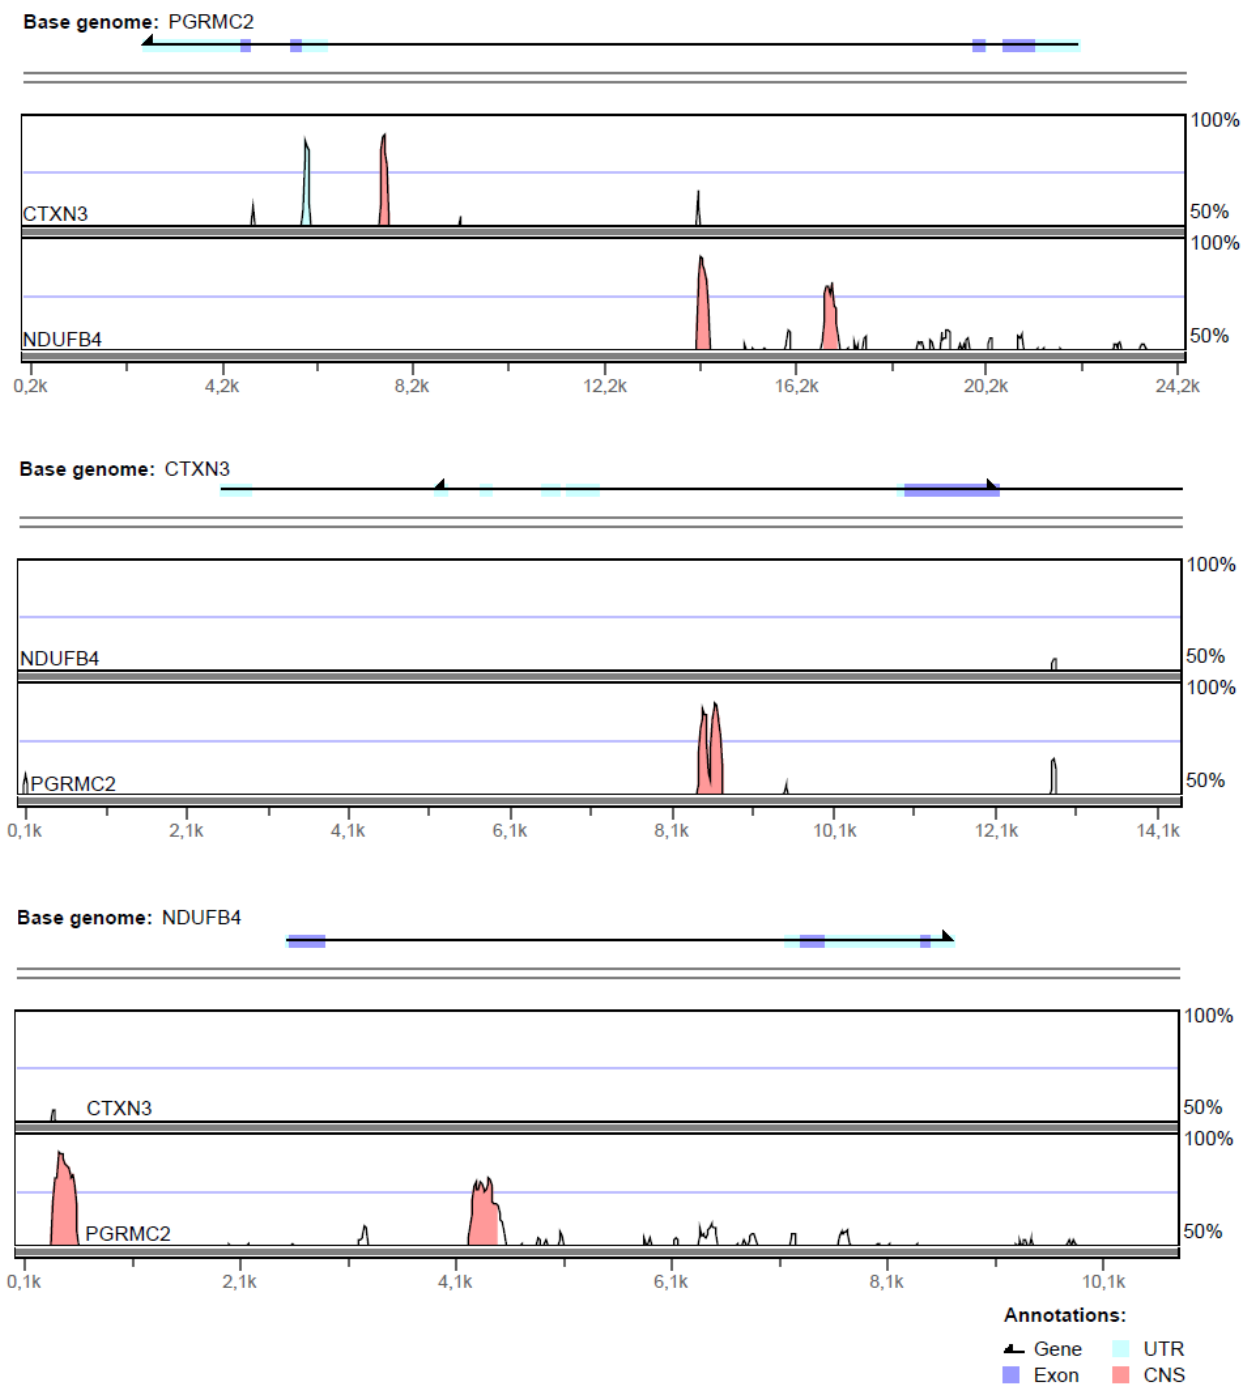 Base genome: PGRMC2
100%
CTXN3
50%
100%
NDUFB4
50%
0,2k 4,2k 8,2k 12,2k 16,2k 20,2k 24,2k
Base genome: CTXN3
100%
NDUFB4
50%
100%
PGRMC2
50%
0,1k 2,1k 4,1k 6,1k 8,1k 10,1k 12,1k 14,1k
Base genome: NDUFB4
100%
CTXN3
50%
100%
PGRMC2
50%
0,1k 2,1k 4,1k 6,1k 8,1k 10,1k
Annotations:
Gene UTR
Exon CNS